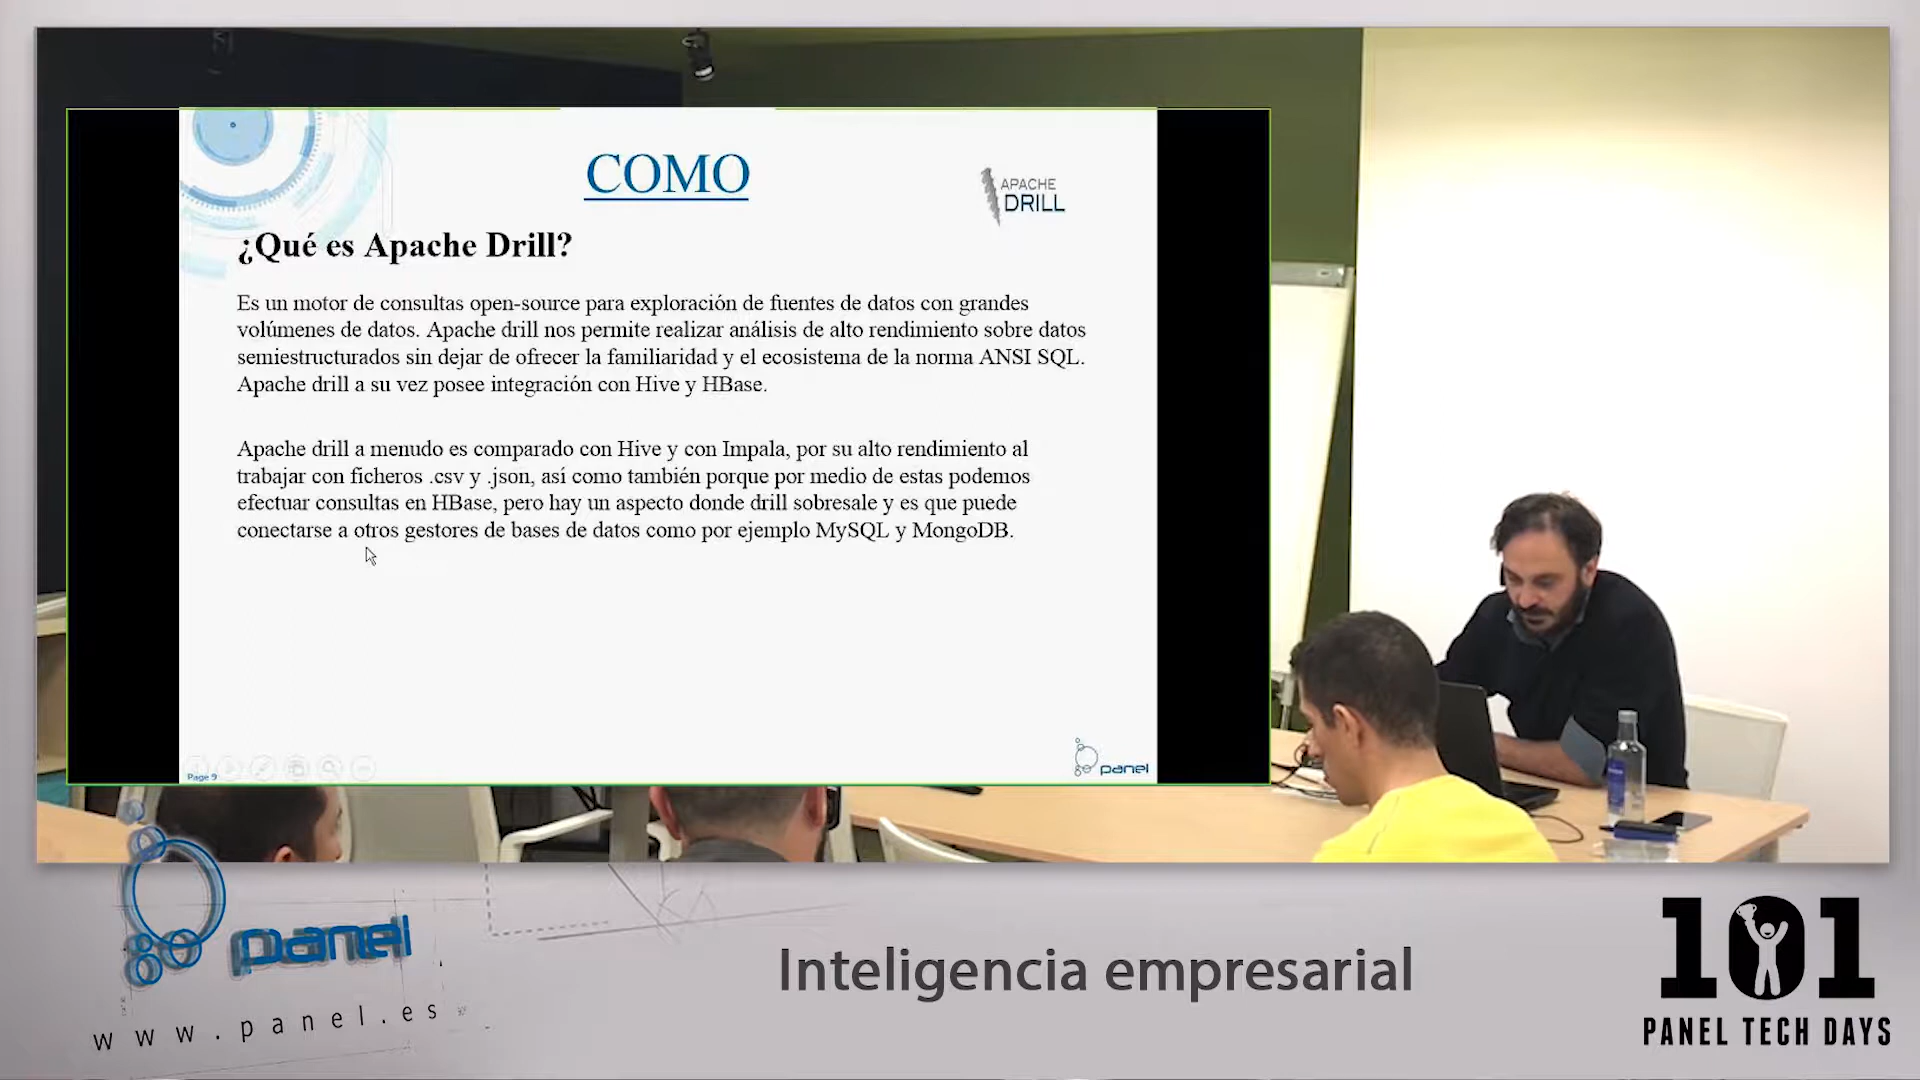 COMO
APACHE
DRILL
¿Qué es Apache Drill?
Es un motor de consultas open-source para exploración de fuentes de datos con grandes
volúmenes de datos. Apache drill nos permite realizar análisis de alto rendimiento sobre datos
semiestructurados sin dejar de ofrecer la familiaridad y el ecosistema de la norma ANSI SQL.
Apache drill a su vez posee integración con Hive y HBase.
Apache drill a menudo es comparado con Hive y con Impala, por su alto rendimiento al
trabajar con ficheros .csv y .json, así como también porque por medio de estas podemos
efectuar consultas en HBase, pero hay un aspecto donde drill sobresale y es que puede
conectarse a otros gestores de bases de datos como por ejemplo MySQL y MongoDB.
Page 9
panel
panel
www.panel.es
Inteligencia empresarial
101
PANEL TECH DAYS